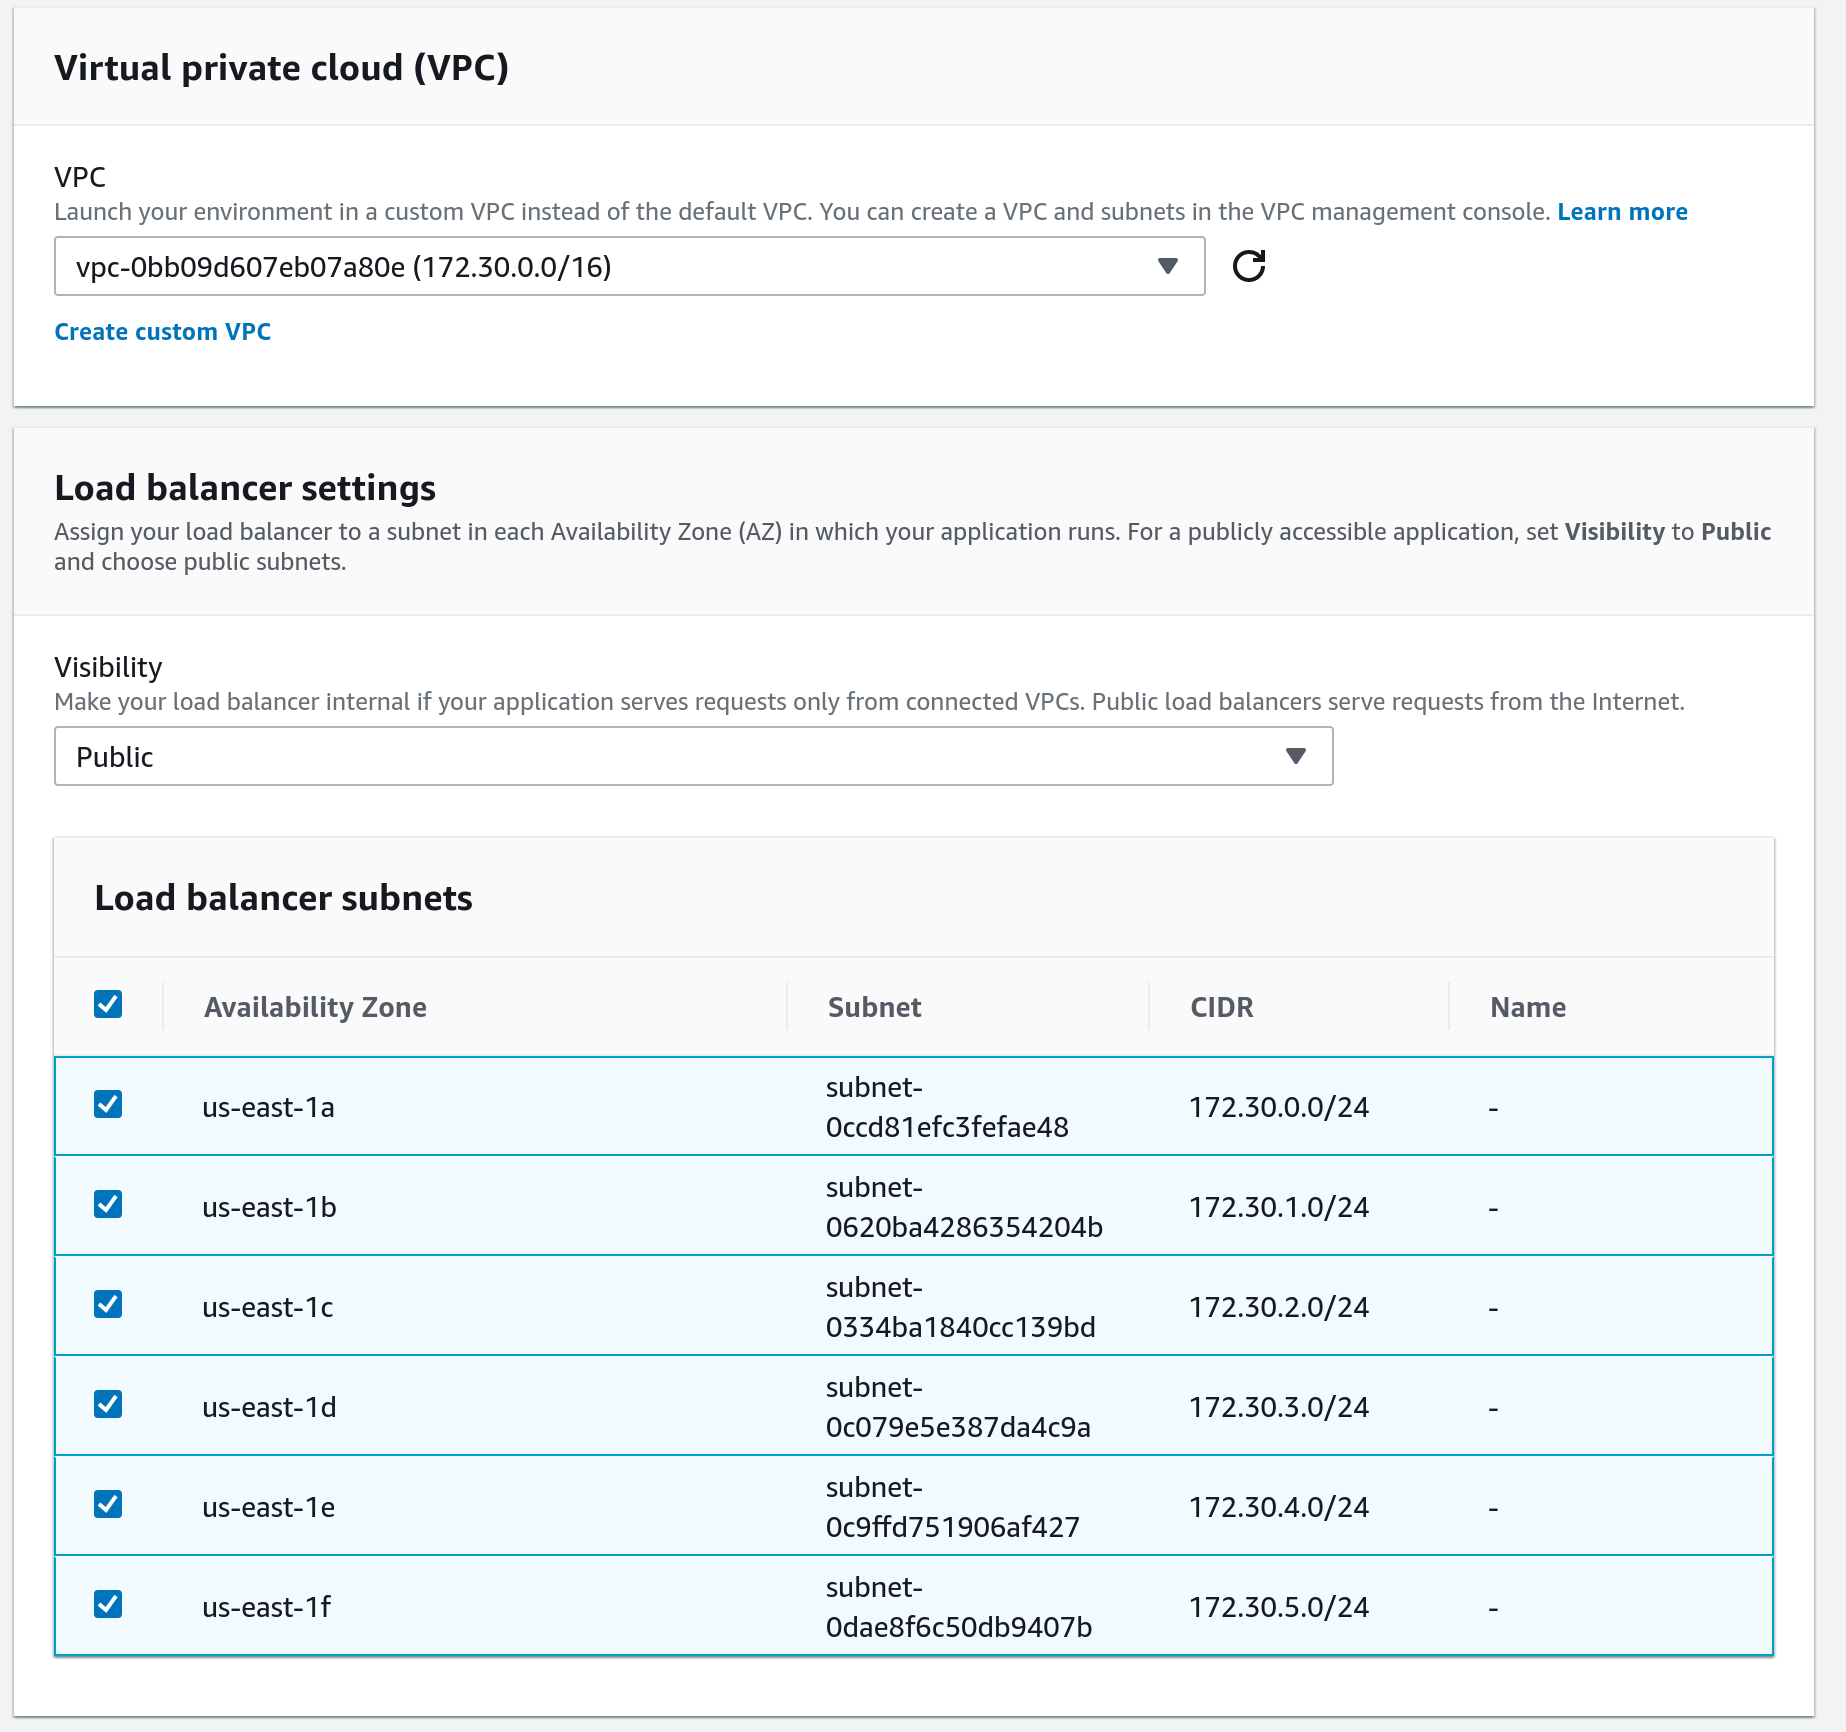 Virtual private cloud (VPC)
VPC
Launch your environment in a custom VPC instead of the default VPC. You can create a VPC and subnets in the VPC management console. Learn more
vpc-0bb09d607eb07a80e (172.30.0.0/16)
Create custom VPC
Load balancer settings
Assign your load balancer to a subnet in each Availability Zone (AZ) in which your application runs. For a publicly accessible application, set Visibility to Public
and choose public subnets.
Visibility
Make your load balancer internal if your application serves requests only from connected VPCs. Public load balancers serve requests from the Internet.
Public
Load balancer subnets
Availability Zone Subnet CIDR Name
us-east-1a subnet-
0ccd81efc3fefae48 172.30.0.0/24 -
us-east-1b subnet-
0620ba4286354204b 172.30.1.0/24 -
us-east-1c subnet-
0334ba1840cc139bd 172.30.2.0/24 -
us-east-1d subnet-
0c079e5e387da4c9a 172.30.3.0/24 -
us-east-1e subnet-
0c9ffd751906af427 172.30.4.0/24 -
us-east-1f subnet-
0dae8f6c50db9407b 172.30.5.0/24 -